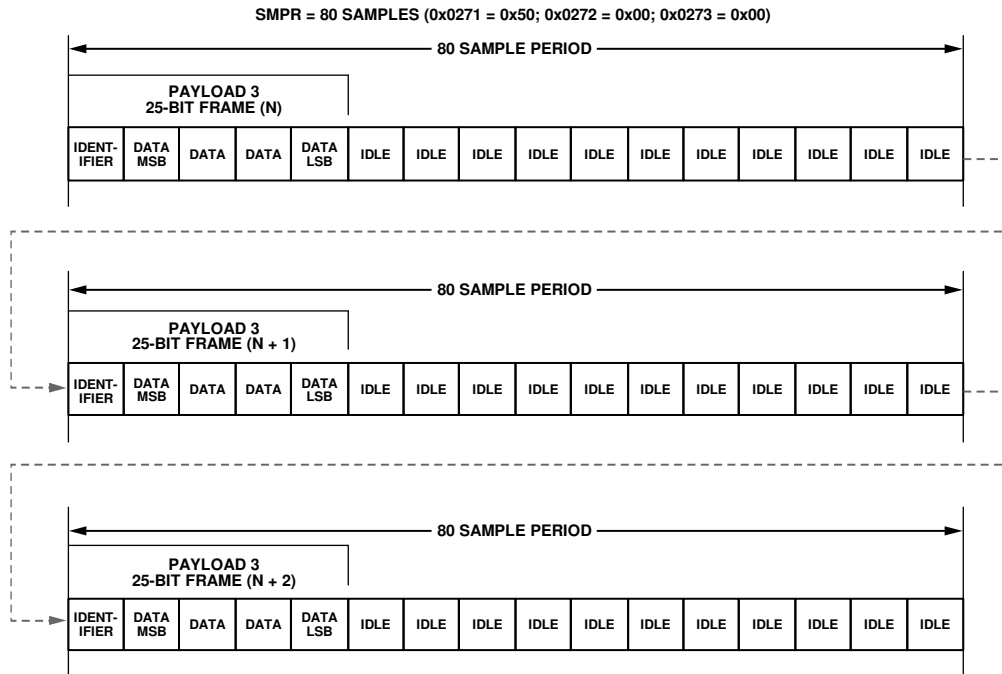 SMPR = 80 SAMPLES (0x0271 = 0x50; 0x0272 = 0x00; 0x0273 = 0x00)
80 SAMPLE PERIOD
PAYLOAD 3
25-BIT FRAME (N)
IDENT-
IFIER
DATA
MSB
DATA
DATA
DATA
LSB
IDLE
IDLE
IDLE
IDLE
IDLE
IDLE
IDLE
IDLE
IDLE
IDLE
IDLE
80 SAMPLE PERIOD
PAYLOAD 3
25-BIT FRAME (N + 1)
IDENT-
IFIER
DATA
MSB
DATA
DATA
DATA
LSB
IDLE
IDLE
IDLE
IDLE
IDLE
IDLE
IDLE
IDLE
IDLE
IDLE
IDLE
80 SAMPLE PERIOD
PAYLOAD 3
25-BIT FRAME (N + 2)
IDENT-
IFIER
DATA
MSB
DATA
DATA
DATA
LSB
IDLE
IDLE
IDLE
IDLE
IDLE
IDLE
IDLE
IDLE
IDLE
IDLE
IDLE